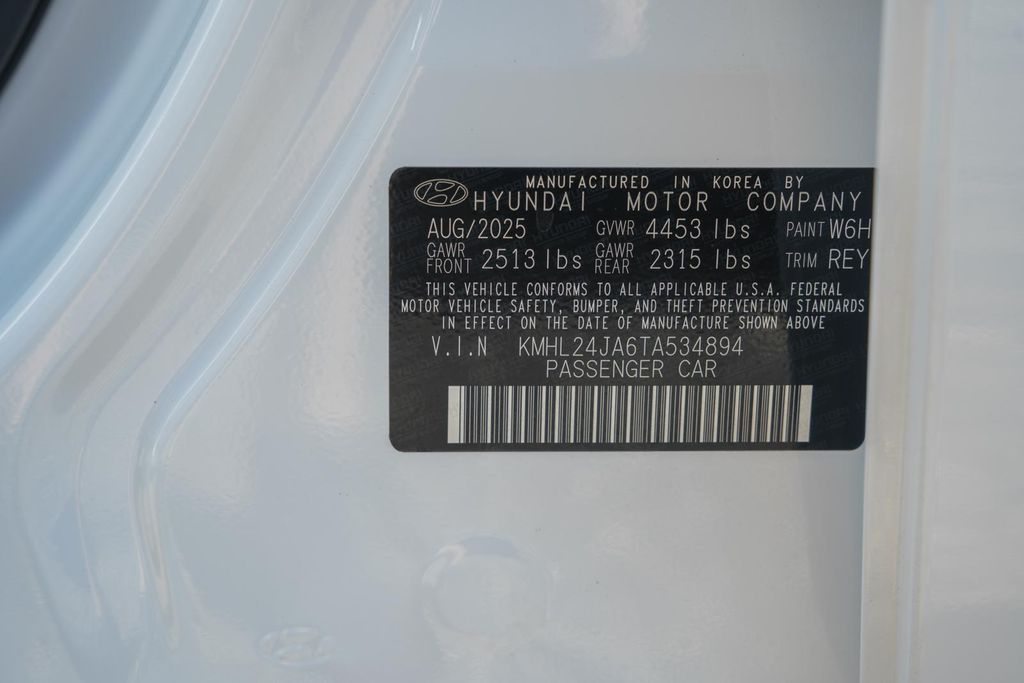 MANUFACTURED IN KOREA BY
HYUNDAI MOTOR COMPANY
AUG/2025 GVWR 4453 lbs PAINT W6H
GAWR FRONT 2513 lbs GAWR REAR 2315 lbs TRIM REY
THIS VEHICLE CONFORMS TO ALL APPLICABLE U.S.A. FEDERAL
MOTOR VEHICLE SAFETY, BUMPER, AND THEFT PREVENTION STANDARDS
IN EFFECT ON THE DATE OF MANUFACTURE SHOWN ABOVE
V.I.N KMHL24JA6TA534894
PASSENGER CAR